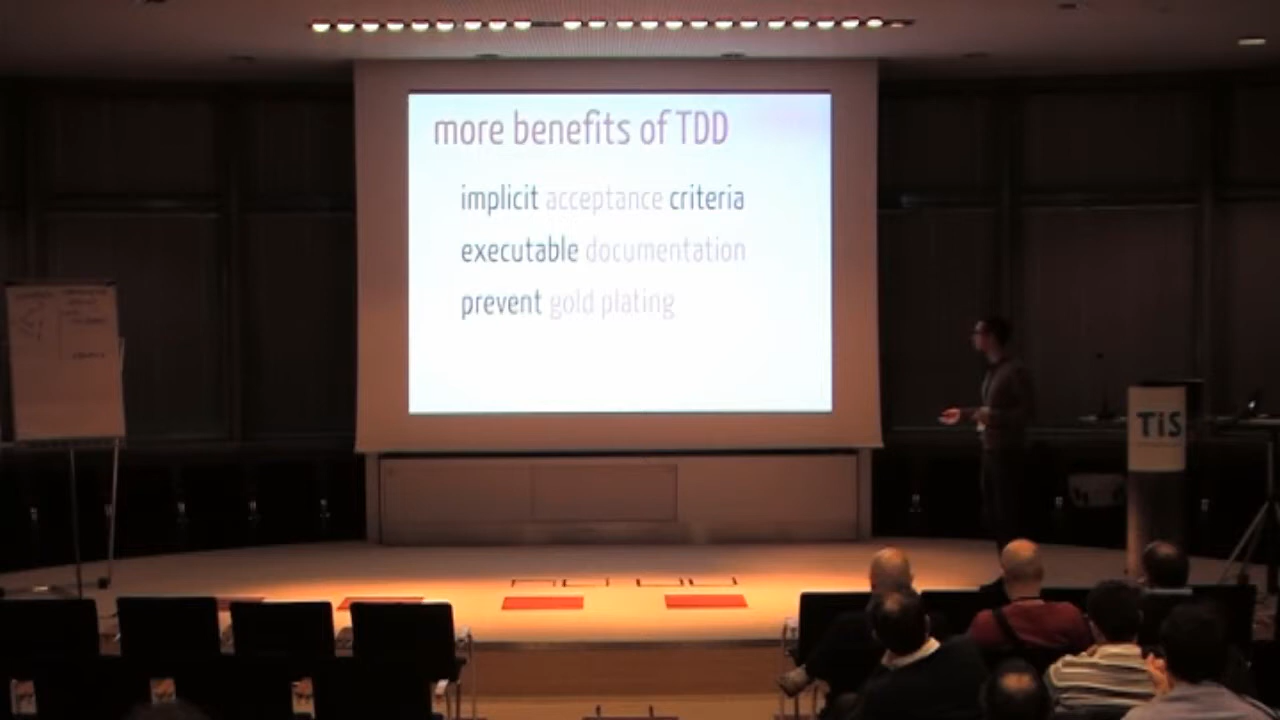 more benefits of TDD
implicit acceptance criteria
executable documentation
prevent gold plating
TiS